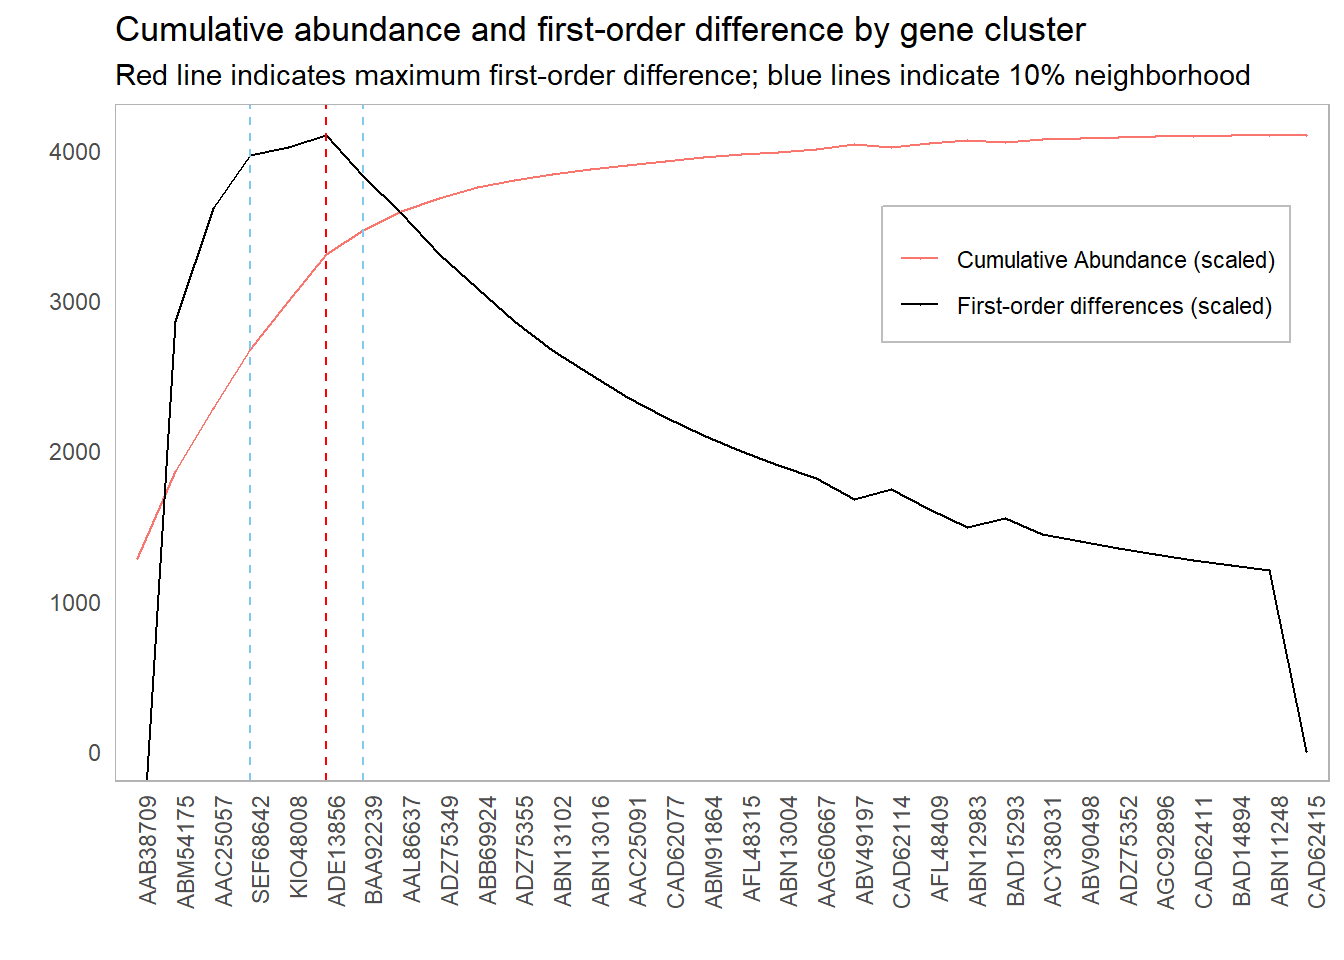 Cumulative abundance and first-order difference by gene cluster
Red line indicates maximum first-order difference; blue lines indicate 10% neighborhood
4000
3000
2000
1000
0
Cumulative Abundance (scaled)
First-order differences (scaled)
AAB38709
ABM54175
AAC25057
SEF68642
KIO48008
ADE13856
BAA92239
AAL86637
ADZ75349
ABB69924
ADZ75355
ABN13102
ABN13016
AAC25091
CAD62077
ABM91864
AFL48315
ABN13004
AAG60667
ABV49197
CAD62114
AFL48409
ABN12983
BAD15293
ACY38031
ABV90498
ADZ75352
AGC92896
CAD62411
BAD14894
ABN11248
CAD62415